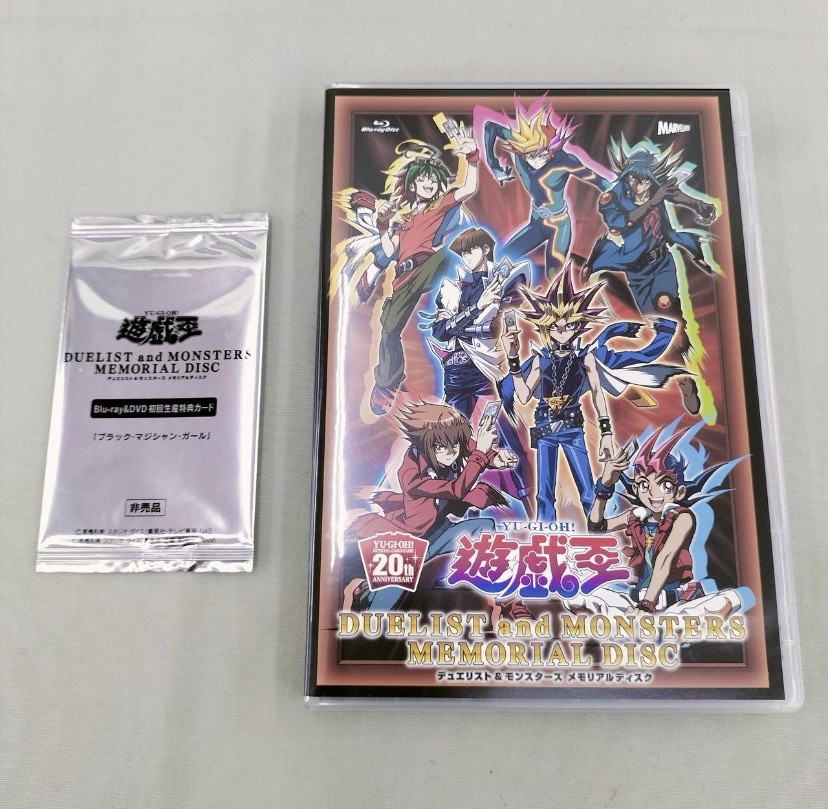 YU-GI-OH!
遊戯王
DUELIST and MONSTERS
MEMORIAL DISC
デュエリスト&モンスターズ メモリアルディスク
Blu-ray&DVD初回生産特典カード
「ブラック・マジシャン・ガール」
非売品
Blu-ray Disc
MARVELOUS
YU-GI-OH!
OFFICIAL CARD GAME
20th
ANNIVERSARY
YU-GI-OH!
遊戯王
DUELIST and MONSTERS
MEMORIAL DISC
デュエリスト&モンスターズ メモリアルディスク